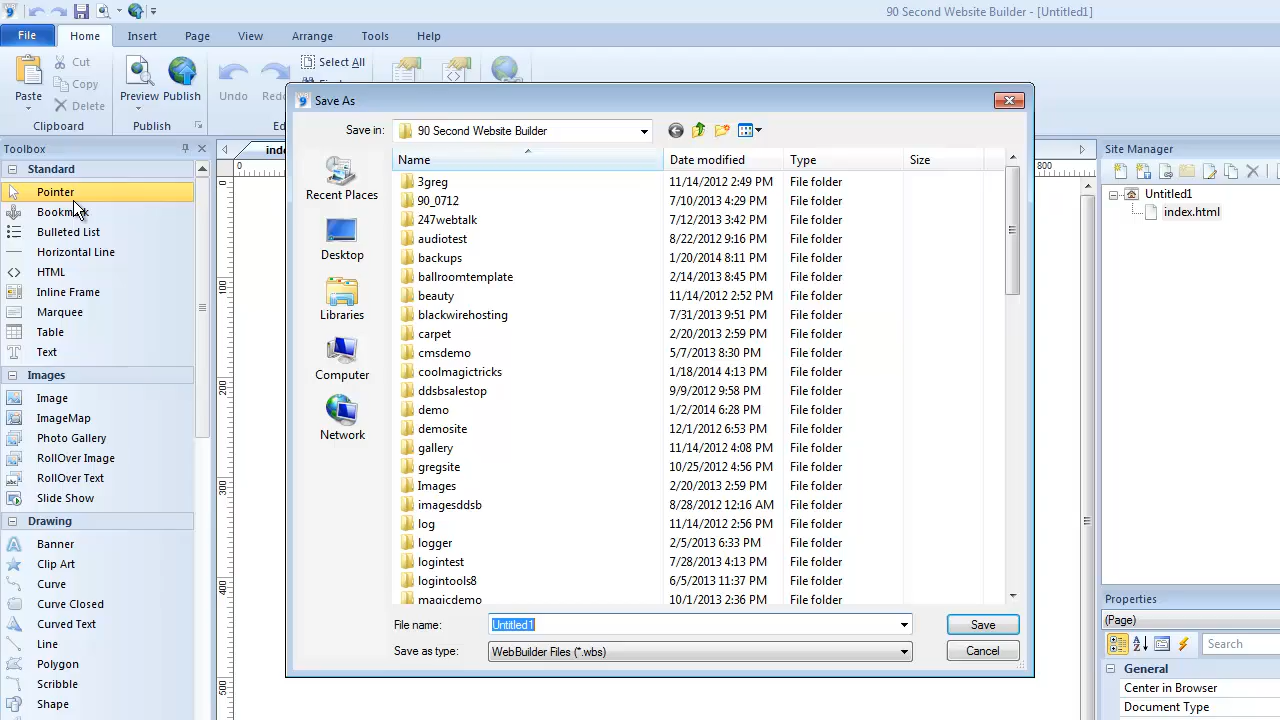 90 Second Website Builder - [Untitled1]
File Home Insert Page View Arrange Tools Help
Paste Cut Copy Delete Preview Publish Undo Select All
Clipboard Publish
Toolbox
Standard
Pointer
Bookmark
Bulleted List
Horizontal Line
HTML
Inline Frame
Marquee
Table
Text
Images
Image
ImageMap
Photo Gallery
RollOver Image
RollOver Text
Slide Show
Drawing
Banner
Clip Art
Curve
Curve Closed
Curved Text
Line
Polygon
Scribble
Shape
0
100
200
300
400
500
800
Save As
Save in: 90 Second Website Builder
Recent Places
Desktop
Libraries
Computer
Network
Name Date modified Type Size
3greg 11/14/2012 2:49 PM File folder
90_0712 7/10/2013 4:29 PM File folder
247webtalk 7/12/2013 3:42 PM File folder
audiotest 8/22/2012 9:16 PM File folder
backups 1/20/2014 8:11 PM File folder
ballroomtemplate 2/14/2013 8:45 PM File folder
beauty 11/14/2012 2:52 PM File folder
blackwirehosting 7/31/2013 9:51 PM File folder
carpet 2/20/2013 2:59 PM File folder
cmsdemo 5/7/2013 8:30 PM File folder
coolmagictricks 1/18/2014 4:13 PM File folder
ddsbsalestop 9/9/2012 9:58 PM File folder
demo 1/2/2014 6:28 PM File folder
demosite 12/1/2012 6:53 PM File folder
gallery 11/14/2012 4:08 PM File folder
gregsite 10/25/2012 4:56 PM File folder
Images 2/20/2013 2:59 PM File folder
imagesddsb 8/28/2012 12:16 AM File folder
log 11/14/2012 2:56 PM File folder
logger 2/5/2013 6:33 PM File folder
logintest 7/28/2013 4:13 PM File folder
logintools8 6/5/2013 11:37 PM File folder
magicdemo 10/1/2013 2:36 PM File folder
File name: Untitled1 Save
Save as type: WebBuilder Files (*.wbs) Cancel
Site Manager
Untitled1
index.html
Properties
(Page)
Search
General
Center in Browser
Document Type